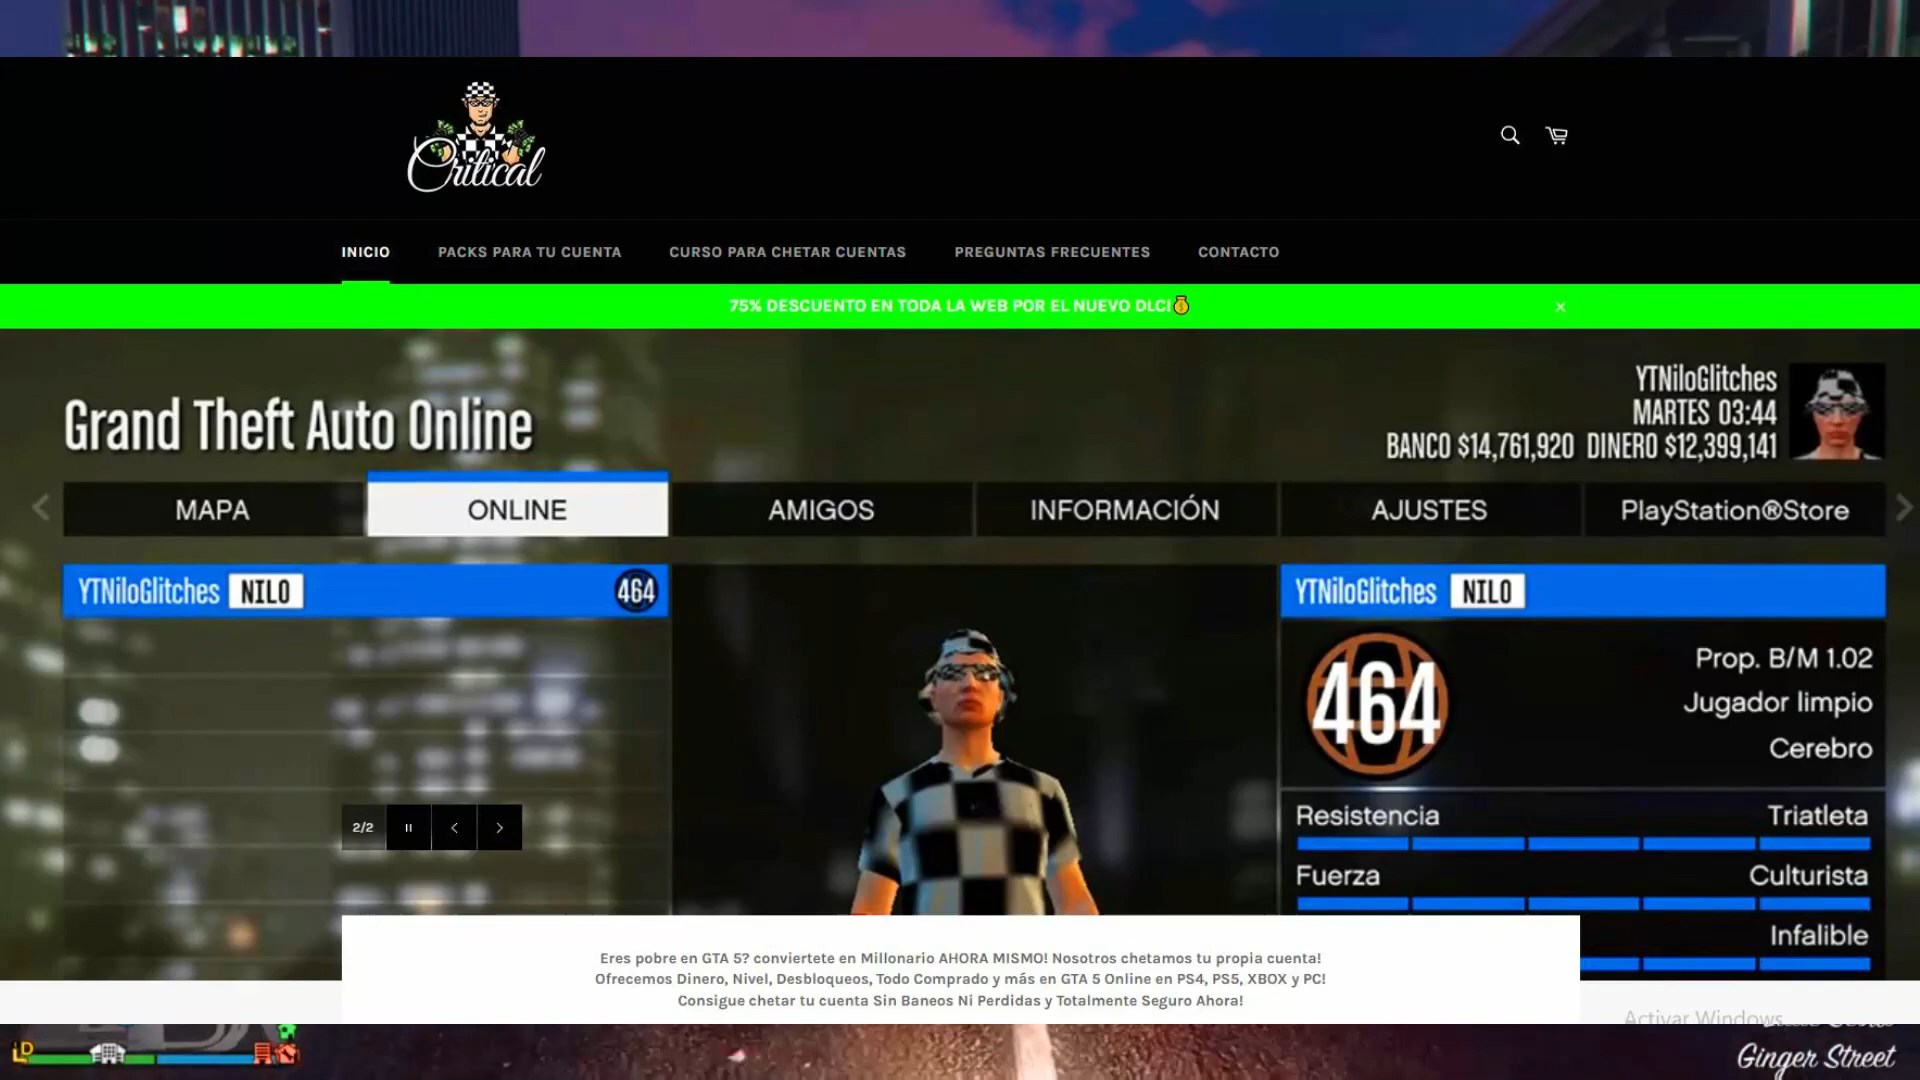 Critical
INICIO PACKS PARA TU CUENTA CURSO PARA CHETAR CUENTAS PREGUNTAS FRECUENTES CONTACTO
75% DESCUENTO EN TODA LA WEB POR EL NUEVO DLC!
YTNiloGlitches
MARTES 03:44
BANCO $14,761,920 DINERO $12,399,141
Grand Theft Auto Online
MAPA ONLINE AMIGOS INFORMACIÓN AJUSTES PlayStation®Store
YTNiloGlitches NILO 464
YTNiloGlitches NILO
464
Prop. B/M 1.02
Jugador limpio
Cerebro
Resistencia Triatleta
Fuerza Culturista
Infalible
2/2
Eres pobre en GTA 5? conviertete en Millonario AHORA MISMO! Nosotros chetamos tu propia cuenta!
Ofrecemos Dinero, Nivel, Desbloqueos, Todo Comprado y más en GTA 5 Online en PS4, PS5, XBOX y PC!
Consigue chetar tu cuenta Sin Baneos Ni Perdidas y Totalmente Seguro Ahora!
Activar Windows
Ginger Street